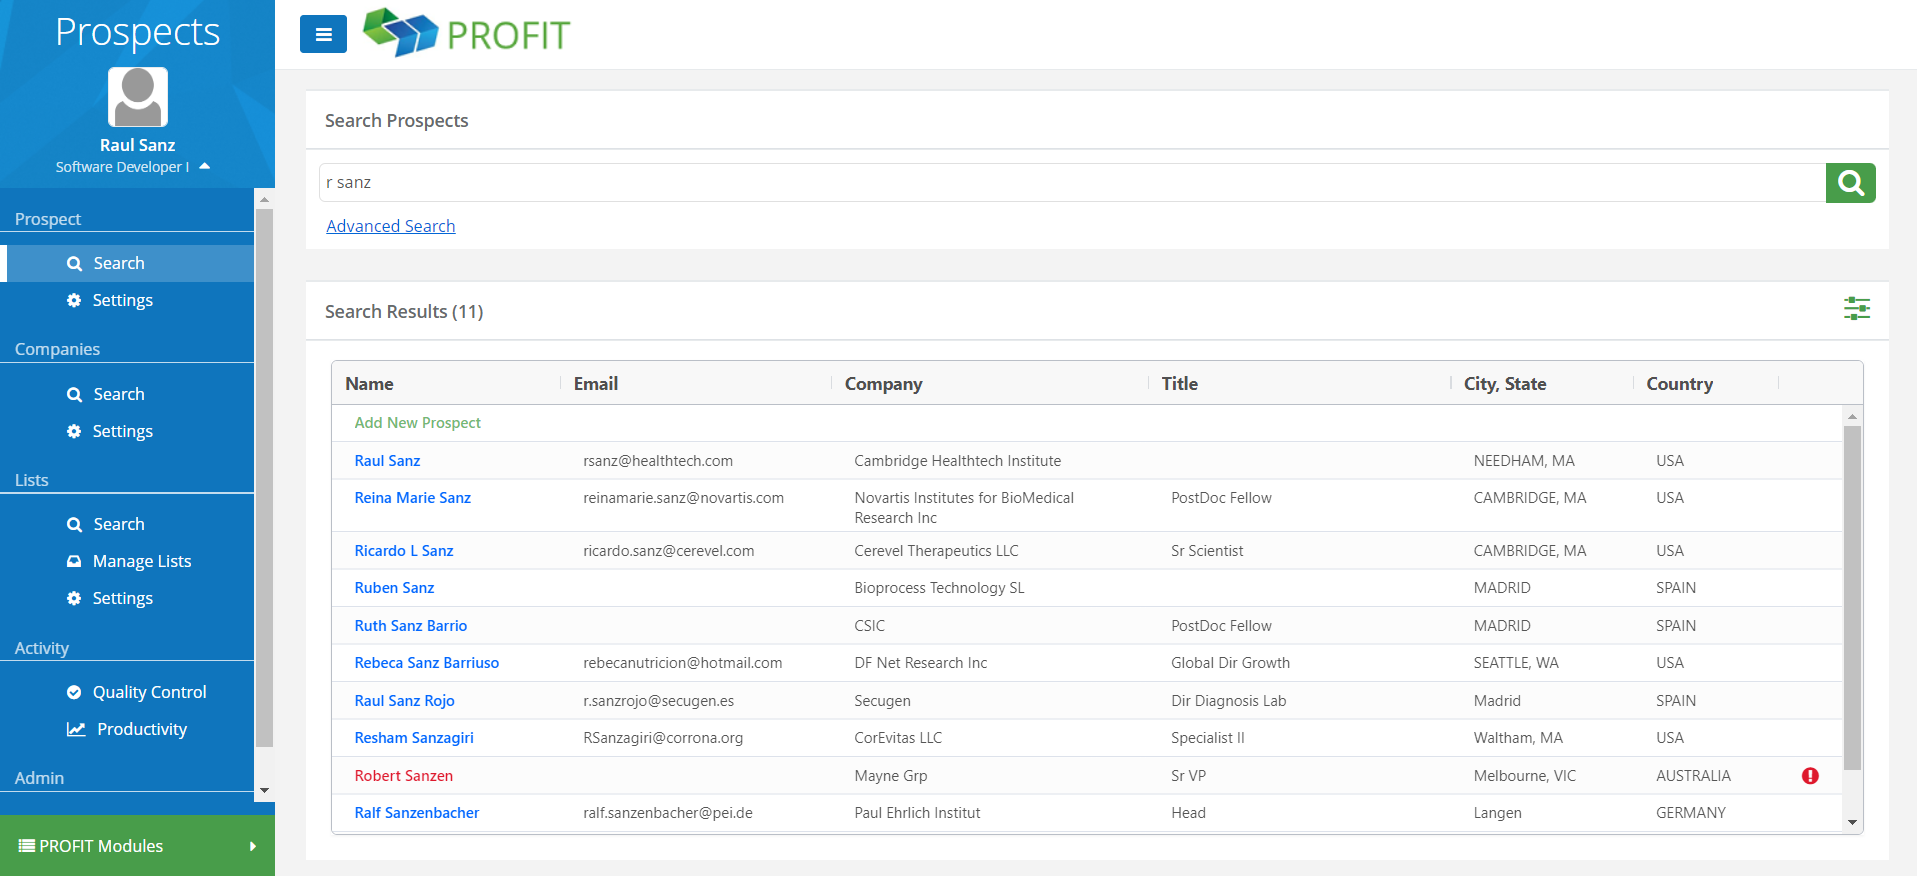 Prospects
Raul Sanz
Software Developer I
Prospect
Search
Settings
Companies
Search
Settings
Lists
Search
Manage Lists
Settings
Activity
Quality Control
Productivity
Admin
PROFIT Modules
PROFIT
Search Prospects
r sanz
Advanced Search
Search Results (11)
Name Email Company Title City, State Country
Add New Prospect
Raul Sanz rsanz@healthtech.com Cambridge Healthtech Institute NEEDHAM, MA USA
Reina Marie Sanz reinamarie.sanz@novartis.com Novartis Institutes for BioMedical PostDoc Fellow CAMBRIDGE, MA USA
Research Inc
Ricardo L Sanz ricardo.sanz@cerevel.com Cerevel Therapeutics LLC Sr Scientist CAMBRIDGE, MA USA
Ruben Sanz Bioprocess Technology SL MADRID SPAIN
Ruth Sanz Barrio CSIC PostDoc Fellow MADRID SPAIN
Rebeca Sanz Barriuso rebecanutricion@hotmail.com DF Net Research Inc Global Dir Growth SEATTLE, WA USA
Raul Sanz Rojo r.sanzrojo@secugen.es Secugen Dir Diagnosis Lab Madrid SPAIN
Resham Sanzagiri RSanzagiri@corrona.org CorEvitas LLC Specialist II Waltham, MA USA
Robert Sanzen Mayne Grp Sr VP Melbourne, VIC AUSTRALIA
Ralf Sanzenbacher ralf.sanzenbacher@pei.de Paul Ehrlich Institut Head Langen GERMANY